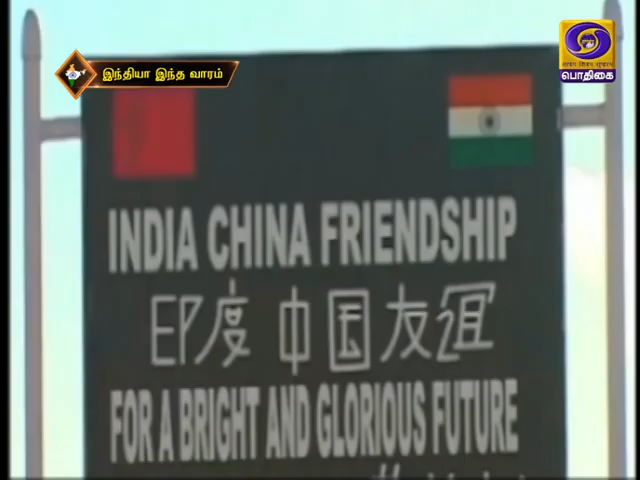 இந்தியா இந்த வாரம்
பொதிகை
INDIA CHINA FRIENDSHIP
印度 中国 友谊
FOR A BRIGHT AND GLORIOUS FUTURE